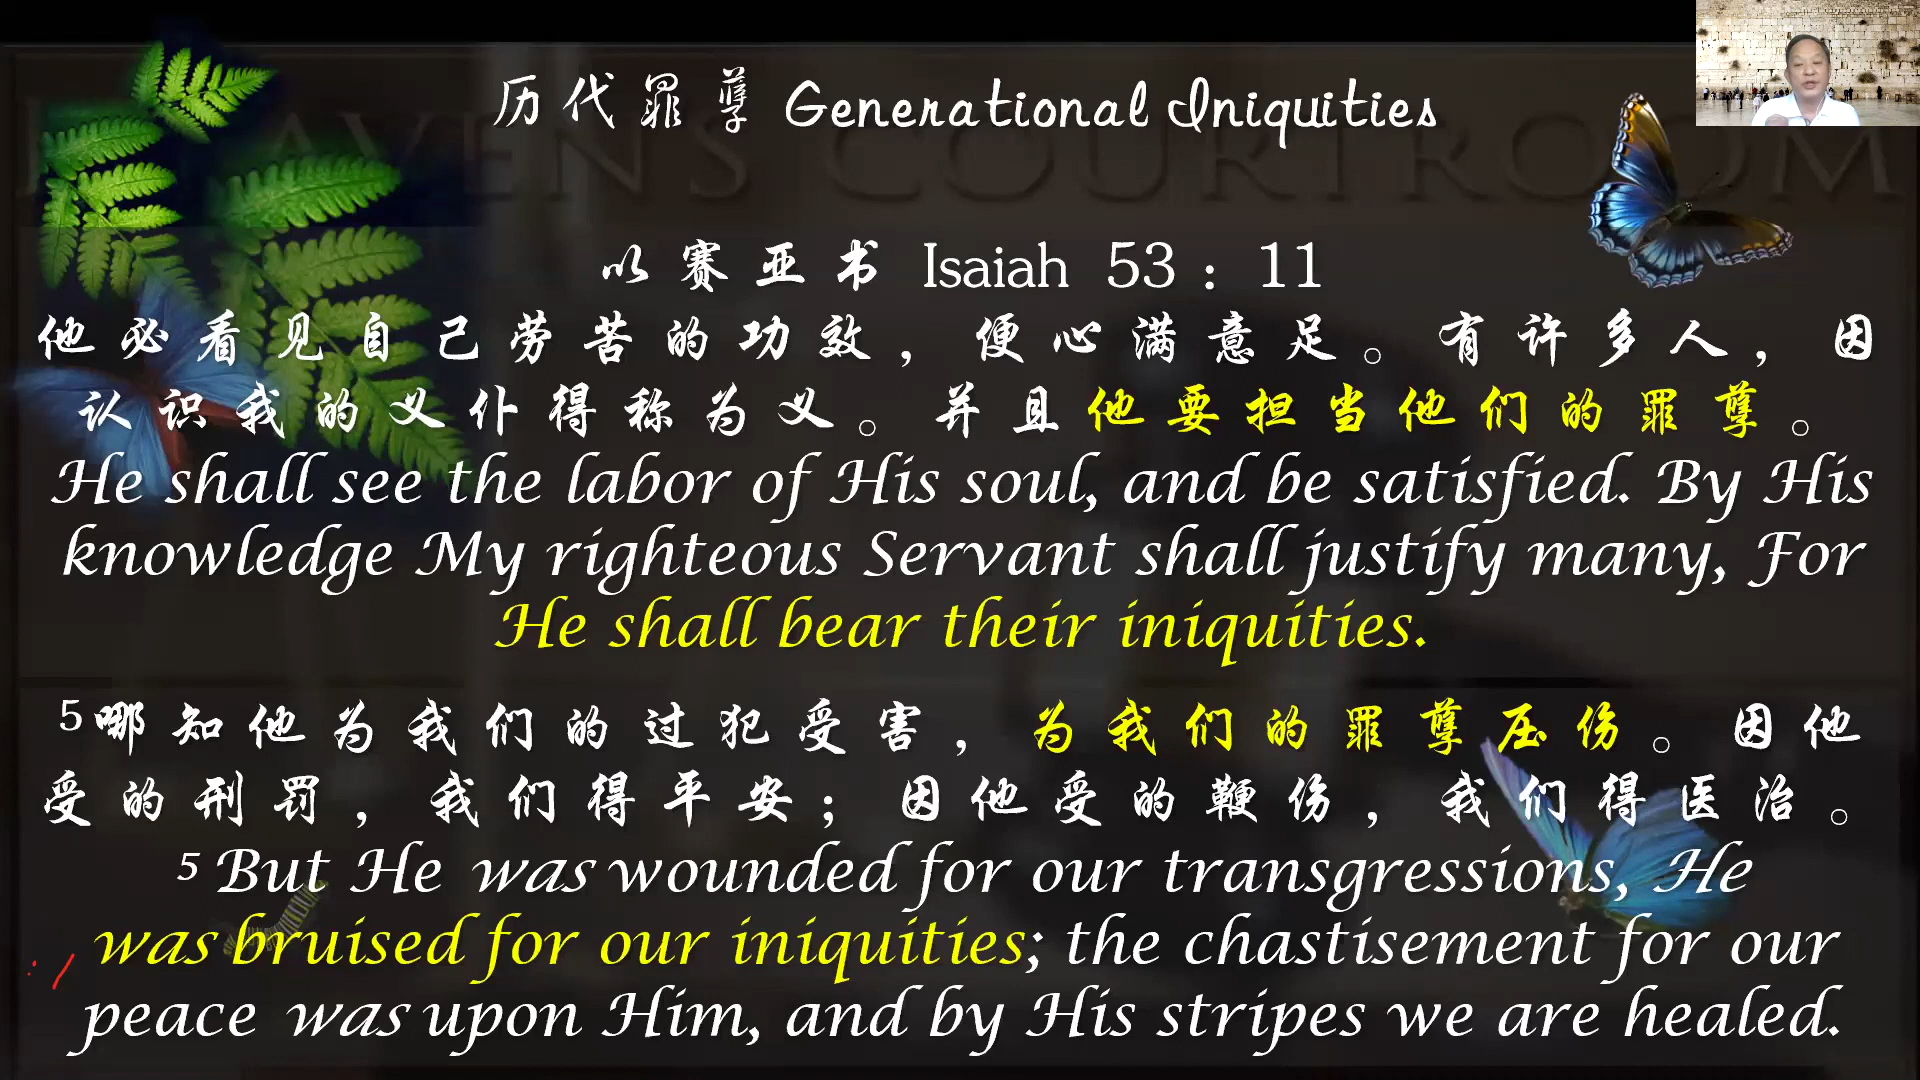 历代罪孽 Generational Iniquities
HEAVENS COURTROOM
以赛亚书 Isaiah 53：11
他必看见自己劳苦的功效，便心满意足。有许多人，因
认识我的义仆得称为义。并且他要担当他们的罪孽。
He shall see the labor of His soul, and be satisfied. By His
knowledge My righteous Servant shall justify many, For
He shall bear their iniquities.
5哪知他为我们的过犯受害，为我们的罪孽压伤。因他
受的刑罚，我们得平安；因他受的鞭伤，我们得医治。
5 But He was wounded for our transgressions, He
was bruised for our iniquities; the chastisement for our
peace was upon Him, and by His stripes we are healed.